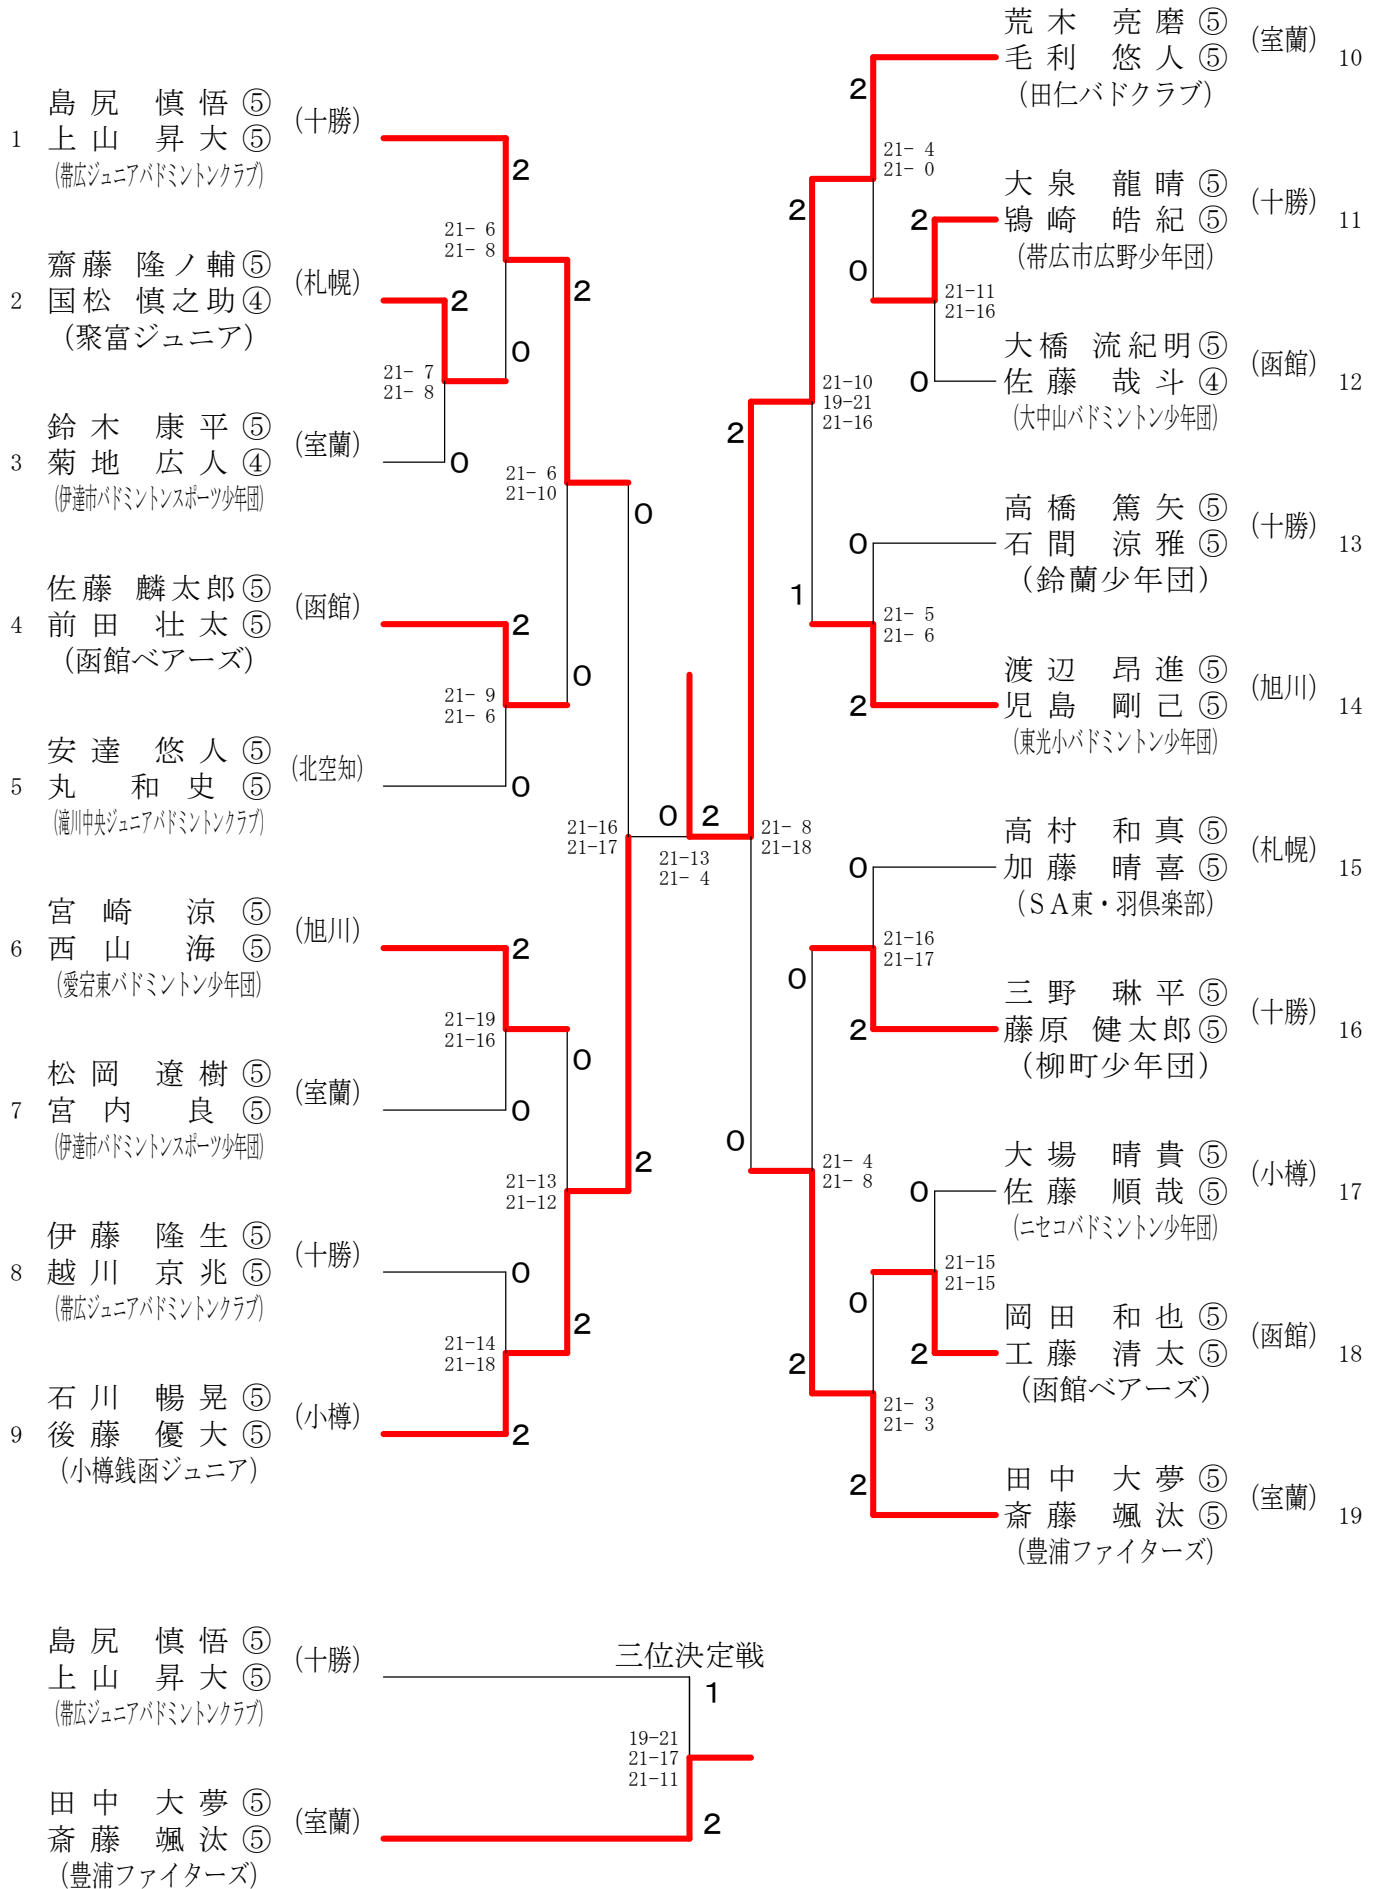 島尻 慎悟⑤
1 上山 昇大⑤ (十勝)
(帯広ジュニアバドミントンクラブ)
齋藤 隆ノ輔⑤
2 国松 慎之助④ (札幌)
(聚富ジュニア)
鈴木 康平⑤
3 菊地 広人④ (室蘭)
(伊達市バドミントンスポーツ少年団)
佐藤 麟太郎⑤
4 前田 壮太⑤ (函館)
(函館ベアーズ)
安達 悠人⑤
5 丸 和史⑤ (北空知)
(滝川中央ジュニアバドミントンクラブ)
宮崎 涼⑤
6 西山 海⑤ (旭川)
(愛宕東バドミントン少年団)
松岡 遼樹⑤
7 宮内 良⑤ (室蘭)
(伊達市バドミントンスポーツ少年団)
伊藤 隆生⑤
8 越川 京兆⑤ (十勝)
(帯広ジュニアバドミントンクラブ)
石川 暢晃⑤
9 後藤 優大⑤ (小樽)
(小樽銭函ジュニア)
2
21- 6
21- 8
2
0
21- 7
21- 8
0
2
21- 6
21-10
0
2
21- 9
21- 6
0
0
21-16
21-17
2
2
21-19
21-16
0
0
21-13
21-12
2
0
21-14
21-18
2
0 2
21-13
21- 4
荒木 亮磨⑤
毛利 悠人⑤ (室蘭) 10
(田仁バドクラブ)
大泉 龍晴⑤
鴇崎 皓紀⑤ (十勝) 11
(帯広市広野少年団)
大橋 流紀明⑤
佐藤 哉斗④ (函館) 12
(大中山バドミントン少年団)
高橋 篤矢⑤
石間 涼雅⑤ (十勝) 13
(鈴蘭少年団)
渡辺 昂進⑤
児島 剛己⑤ (旭川) 14
(東光小バドミントン少年団)
高村 和真⑤
加藤 晴喜⑤ (札幌) 15
(SA東・羽倶楽部)
三野 琳平⑤
藤原 健太郎⑤ (十勝) 16
(柳町少年団)
大場 晴貴⑤
佐藤 順哉⑤ (小樽) 17
(ニセコバドミントン少年団)
岡田 和也⑤
工藤 清太⑤ (函館) 18
(函館ベアーズ)
田中 大夢⑤
斎藤 颯汰⑤ (室蘭) 19
(豊浦ファイターズ)
2
21- 4
21- 0
0
2
21-11
21-16
0
2
21-10
19-21
21-16
1
0
21- 5
21- 6
2
2
21- 8
21-18
0
0
21-16
21-17
2
0
21- 4
21- 8
2
0
21-15
21-15
2
0
21- 3
21- 3
2
三位決定戦
島尻 慎悟⑤
上山 昇大⑤ (十勝)
(帯広ジュニアバドミントンクラブ)
1
19-21
21-17
21-11
2
田中 大夢⑤
斎藤 颯汰⑤ (室蘭)
(豊浦ファイターズ)